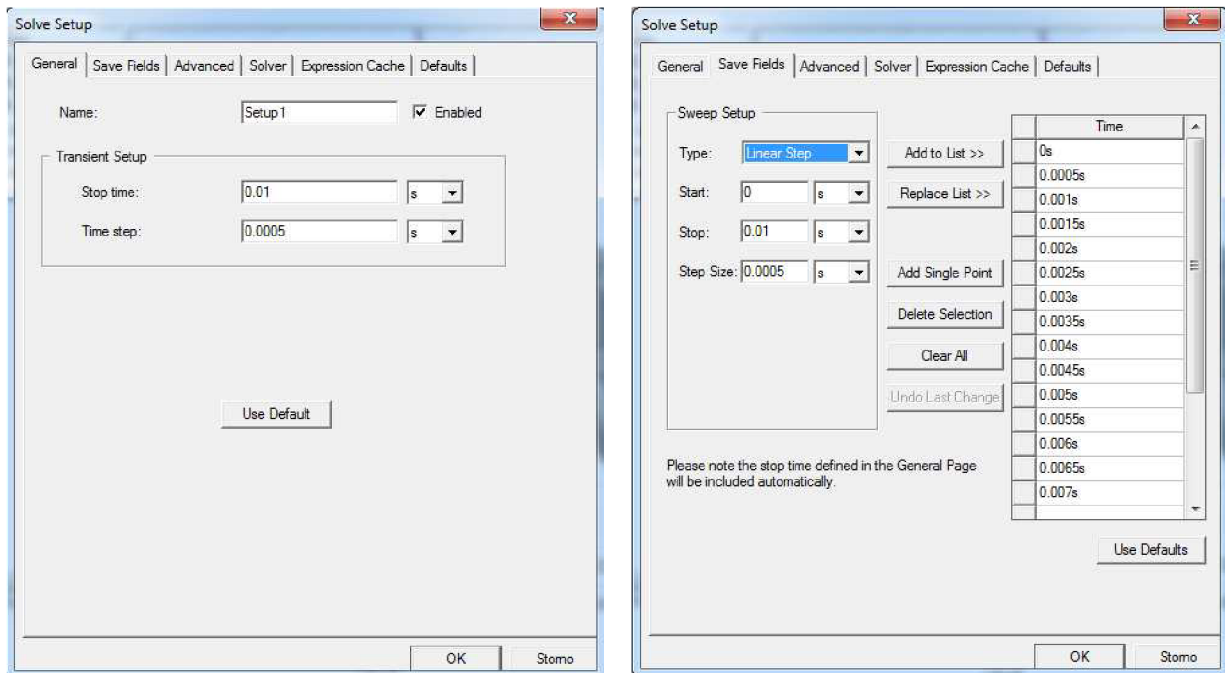 Solve Setup
General Save Fields Advanced Solver Expression Cache Defaults
Name: Setup1 Enabled
Transient Setup
Stop time: 0.01 s
Time step: 0.0005 s
Use Default
OK Storno
Solve Setup
General Save Fields Advanced Solver Expression Cache Defaults
Sweep Setup
Type: Linear Step
Start: 0 s
Stop: 0.01 s
Step Size: 0.0005 s
Add to List >>
Replace List >>
Add Single Point
Delete Selection
Clear All
Undo Last Change
Time
0s
0.0005s
0.001s
0.0015s
0.002s
0.0025s
0.003s
0.0035s
0.004s
0.0045s
0.005s
0.0055s
0.006s
0.0065s
0.007s
Please note the stop time defined in the General Page
will be included automatically.
Use Defaults
OK Storno